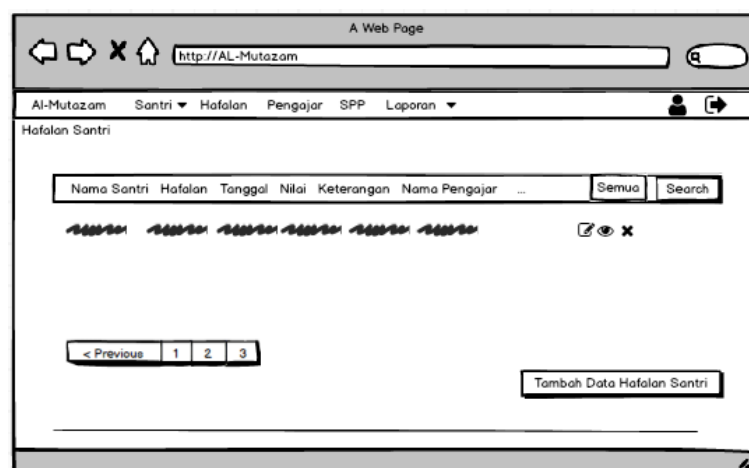 A Web Page
http://AL-Mutazam
Al-Mutazam Santri Hafalan Pengajar SPP Laporan
Hafalan Santri
Nama Santri Hafalan Tanggal Nilai Keterangan Nama Pengajar ... Semua Search
< Previous 1 2 3
Tambah Data Hafalan Santri